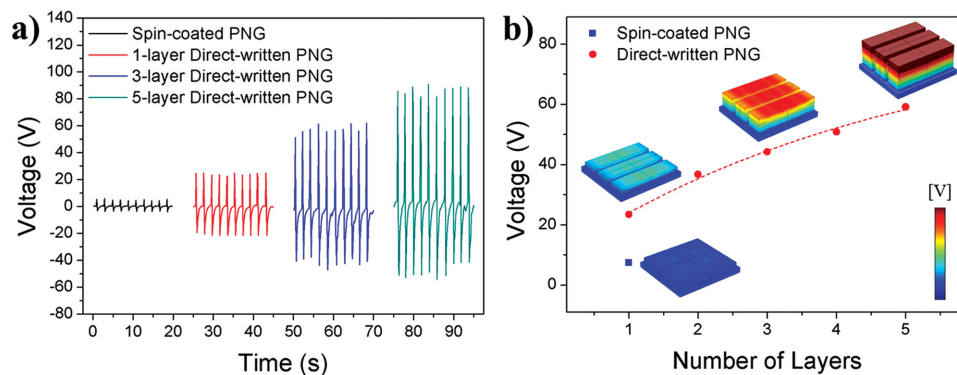 a)
Spin-coated PNG
1-layer Direct-written PNG
3-layer Direct-written PNG
5-layer Direct-written PNG
Voltage (V)
140
120
100
80
60
40
20
0
-20
-40
-60
-80
0 10 20 30 40 50 60 70 80 90
Time (s)
b)
Spin-coated PNG
Direct-written PNG
Voltage (V)
80
60
40
20
0
[V]
1 2 3 4 5
Number of Layers